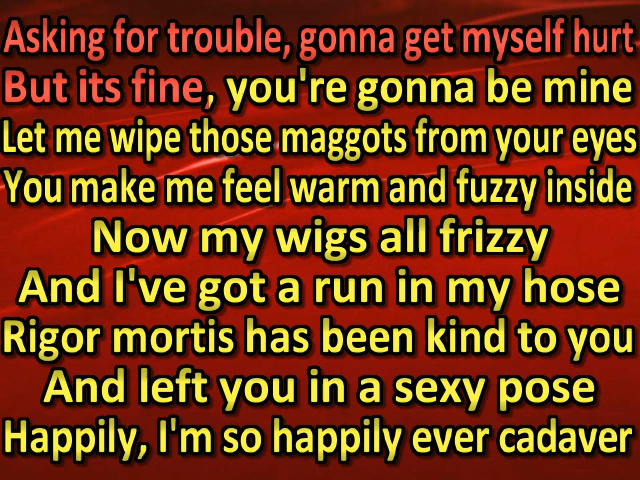 Asking for trouble, gonna get myself hurt
But its fine, you're gonna be mine
Let me wipe those maggots from your eyes
You make me feel warm and fuzzy inside
Now my wigs all frizzy
And I've got a run in my hose
Rigor mortis has been kind to you
And left you in a sexy pose
Happily, I'm so happily ever cadaver